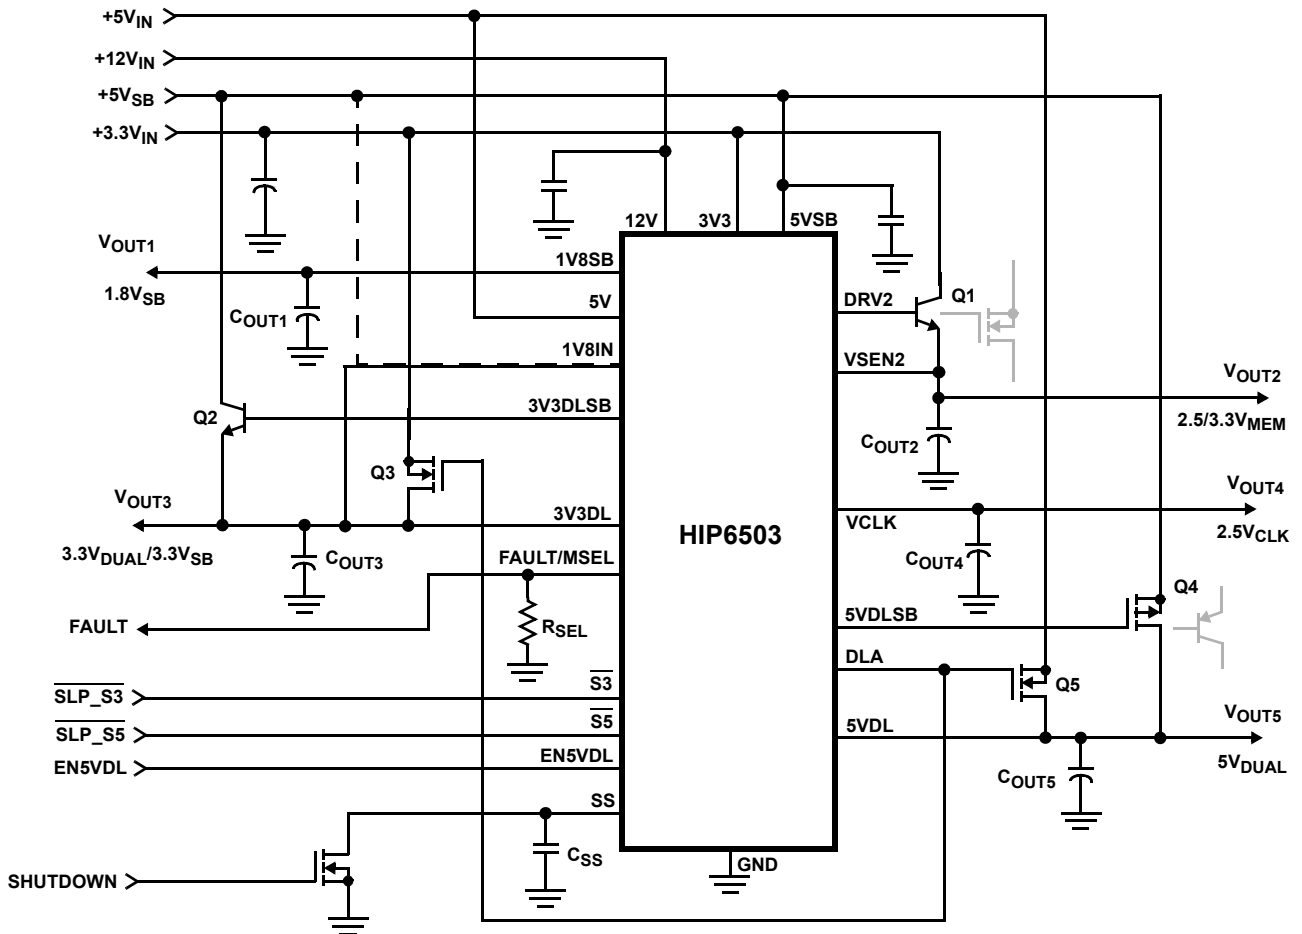 +5VIN
+12VIN
+5VSB
+3.3VIN
12V
3V3
5VSB
VOUT1
1.8VSB
COUT1
1V8SB
5V
1V8IN
3V3DLSB
Q2
Q3
VOUT3
3.3VDUAL/3.3VSB
COUT3
3V3DL
FAULT/MSEL
FAULT
RSEL
SLP_S3
S3
SLP_S5
S5
EN5VDL
EN5VDL
SS
CSS
SHUTDOWN
HIP6503
GND
DRV2
Q1
VSEN2
VOUT2
2.5/3.3VMEM
COUT2
VCLK
VOUT4
2.5VCLK
COUT4
5VDLSB
Q4
DLA
Q5
5VDL
VOUT5
5VDUAL
COUT5